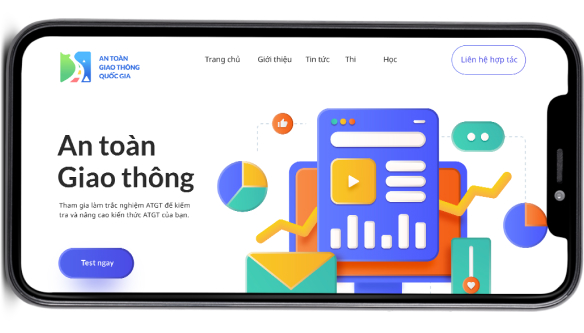 AN TOÀN
GIAO THÔNG
QUỐC GIA
Trang chủ Giới thiệu Tin tức Thi Học
Liên hệ hợp tác
An toàn
Giao thông
Tham gia làm trắc nghiệm ATGT để kiểm
tra và nâng cao kiến thức ATGT của bạn.
Test ngay